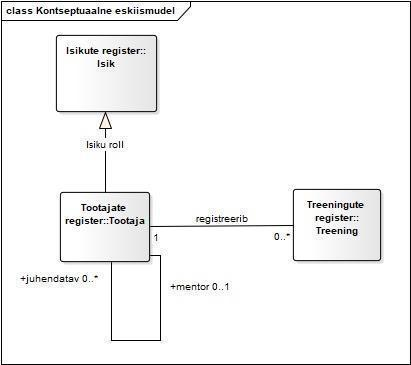 class Kontseptuaalne eskiismudel
Isikute register::
Isik
Isiku roll
Tootajate
register::Tootaja
registreerib
1
0..*
Treeningute
register::
Treening
+juhendatav 0..*
+mentor 0..1